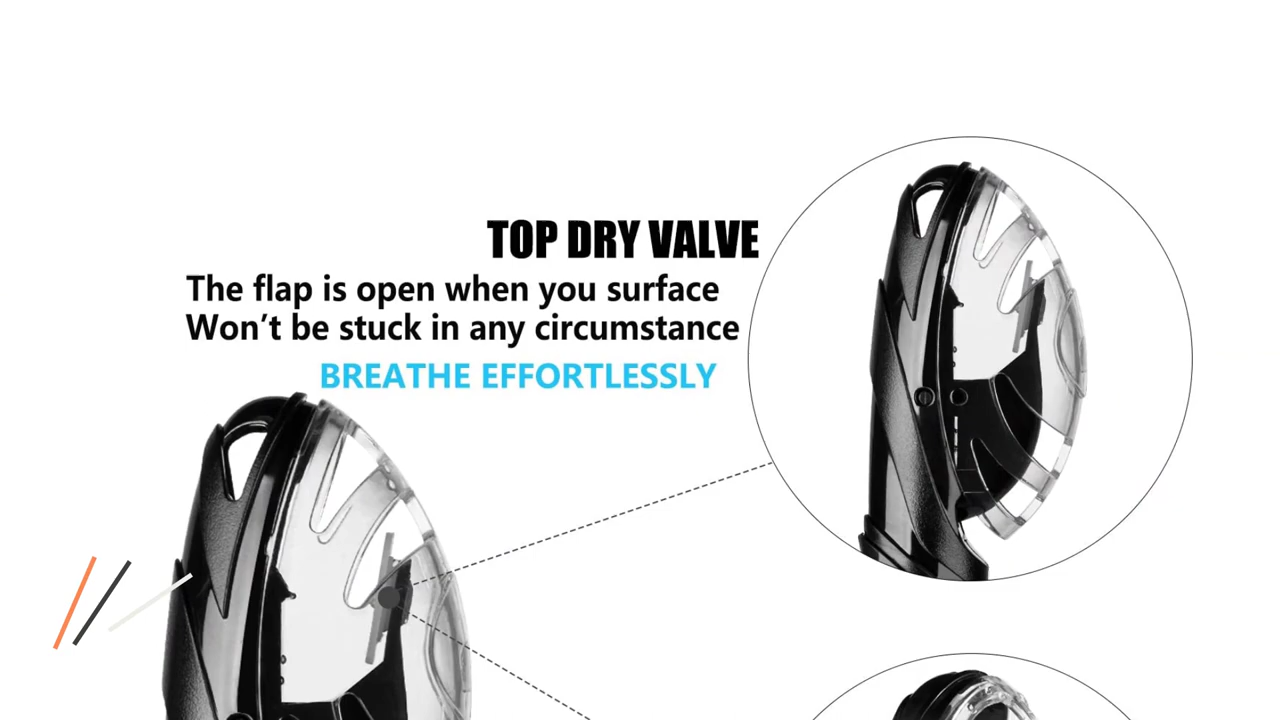 TOP DRY VALVE
The flap is open when you surface
Won't be stuck in any circumstance
BREATHE EFFORTLESSLY